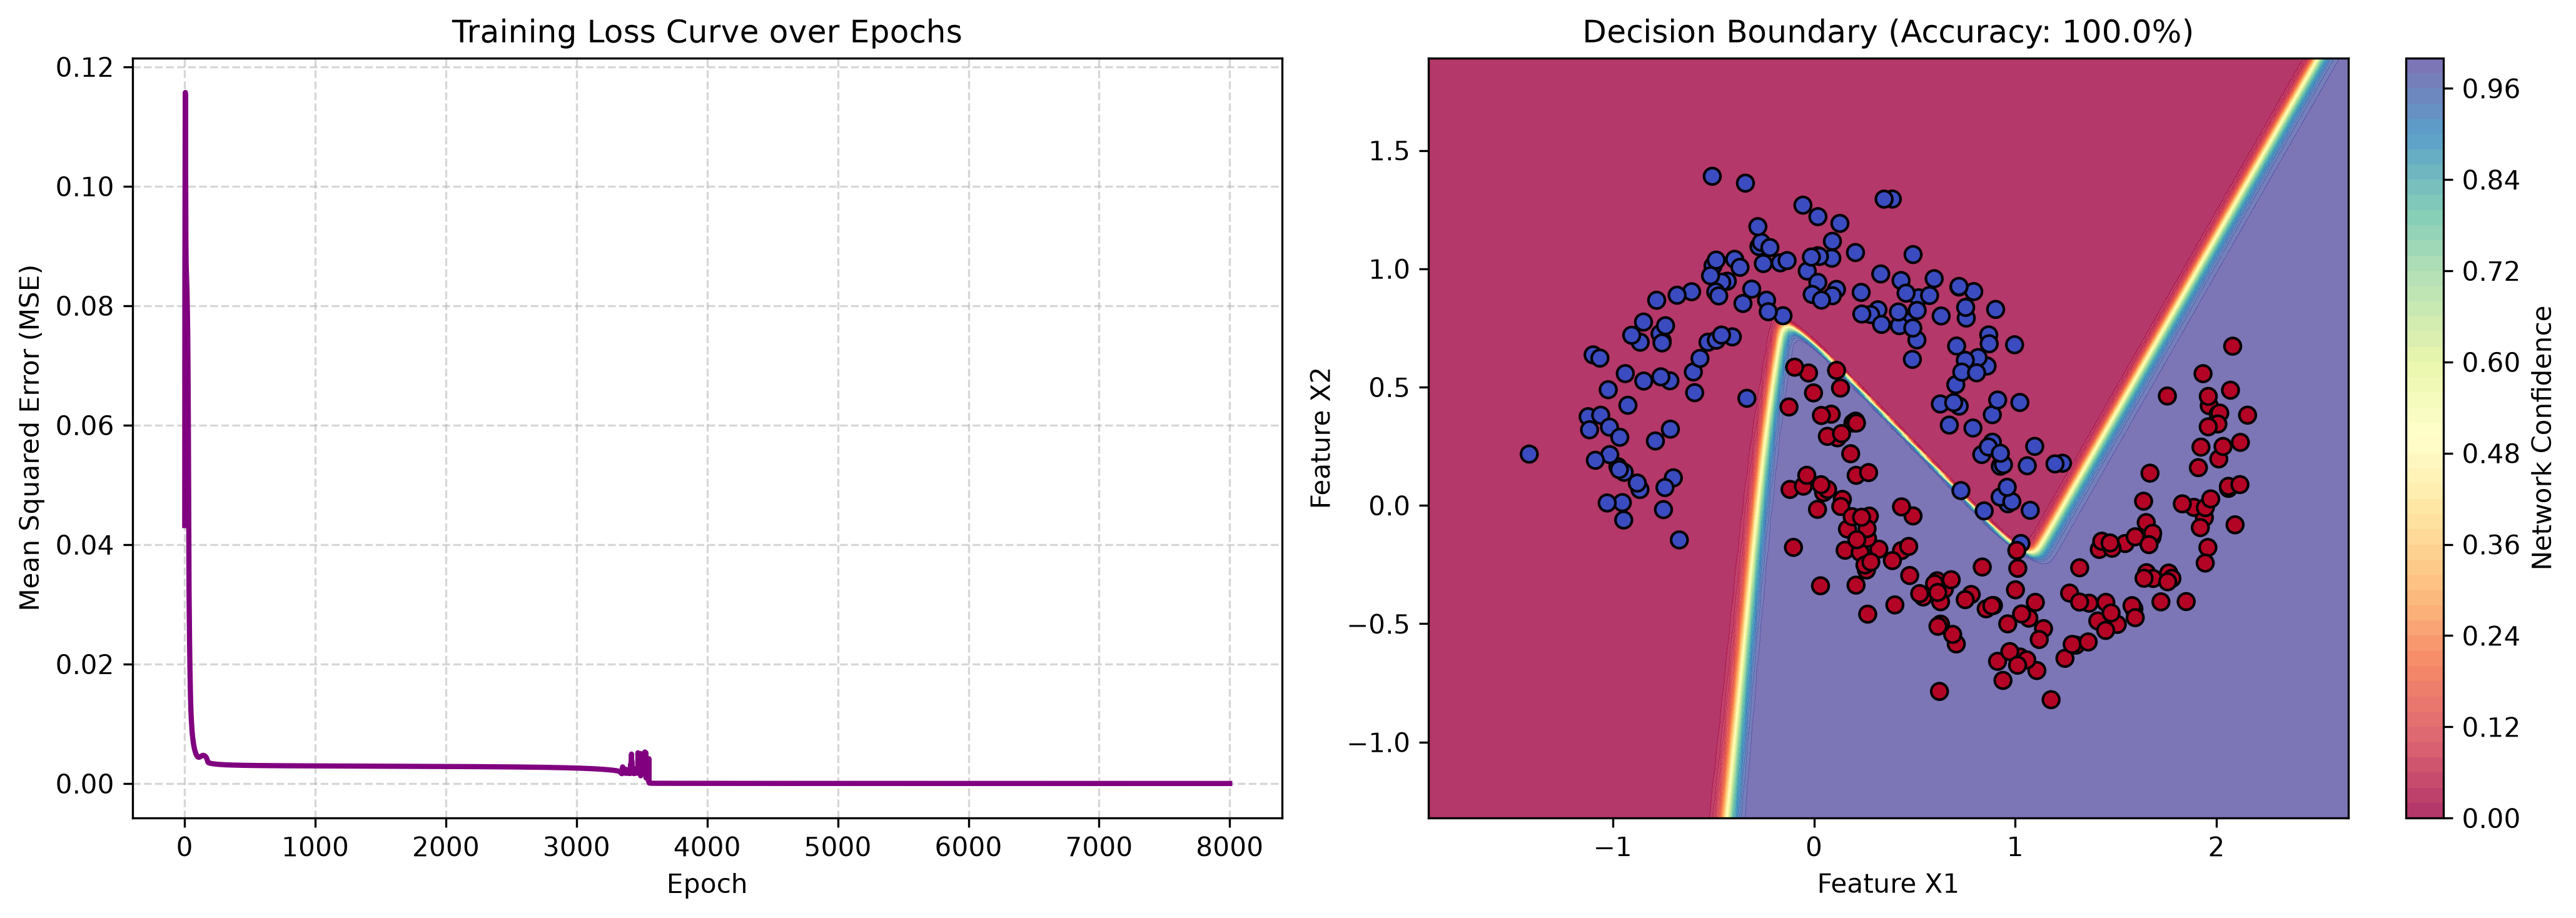 Training Loss Curve over Epochs
Mean Squared Error (MSE)
0.12
0.10
0.08
0.06
0.04
0.02
0.00
0 1000 2000 3000 4000 5000 6000 7000 8000
Epoch
Decision Boundary (Accuracy: 100.0%)
Feature X2
1.5
1.0
0.5
0.0
−0.5
−1.0
−1 0 1 2
Feature X1
0.96
0.84
0.72
0.60
0.48
0.36
0.24
0.12
0.00
Network Confidence